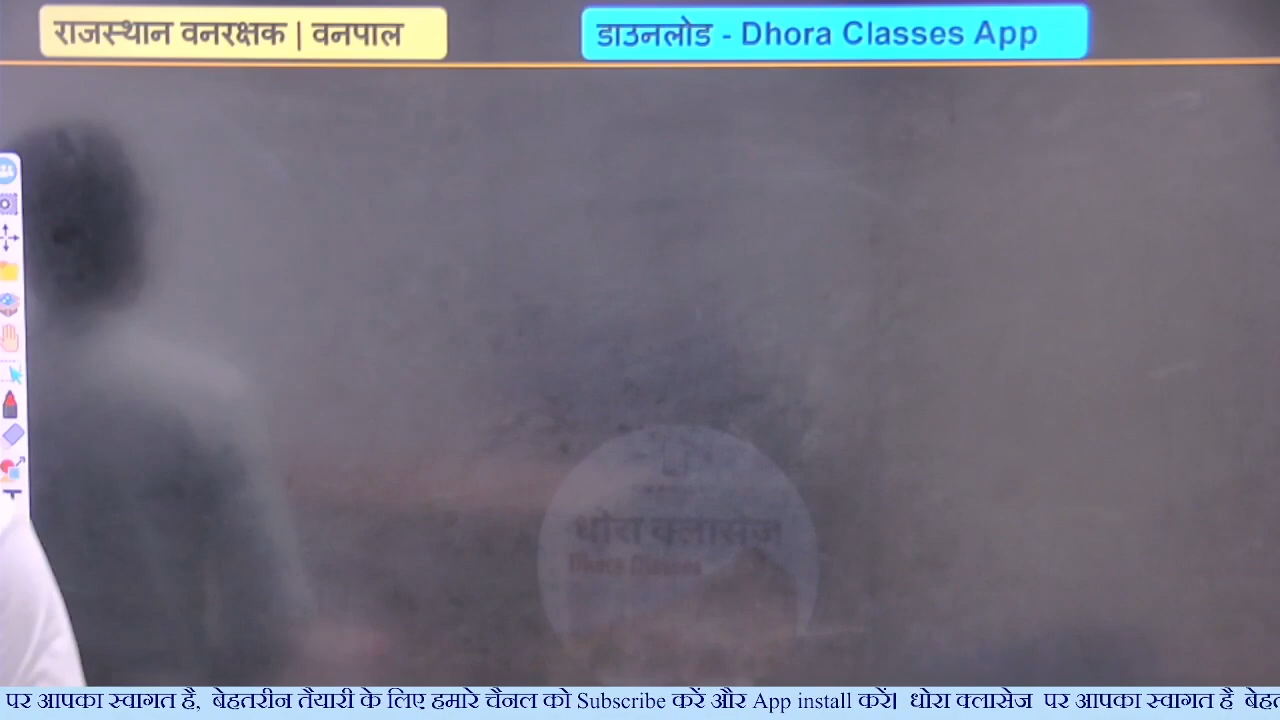 राजस्थान वनरक्षक | वनपाल
डाउनलोड - Dhora Classes App
धोरा क्लासेज
Dhora Classes
पर आपका स्वागत है, बेहतरीन तैयारी के लिए हमारे चैनल को Subscribe करें और App install करें। धोरा क्लासेज पर आपका स्वागत है बेहत